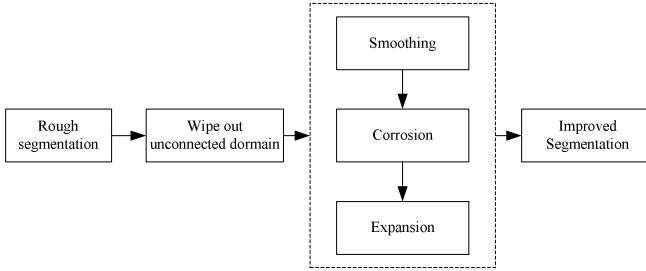 Rough
segmentation
Wipe out
unconnected dormain
Smoothing
Corrosion
Expansion
Improved
Segmentation